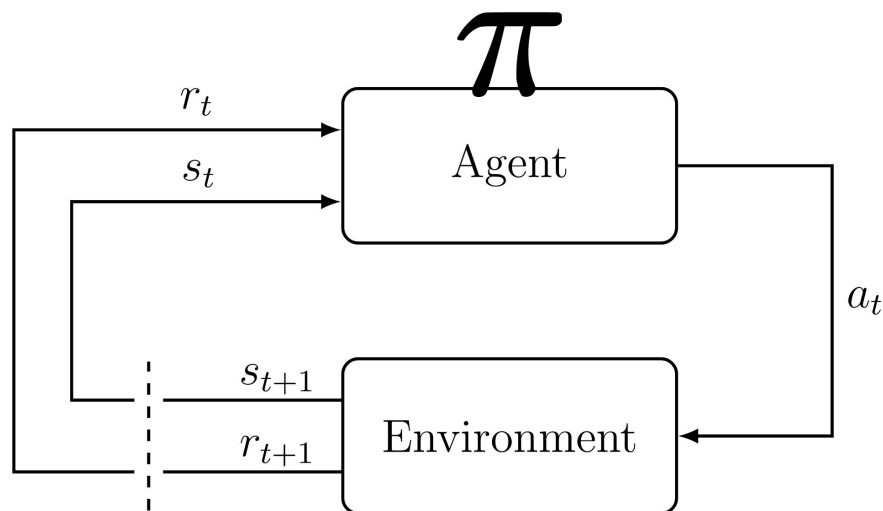 π
r_t
Agent
s_t
a_t
s_{t+1}
Environment
r_{t+1}